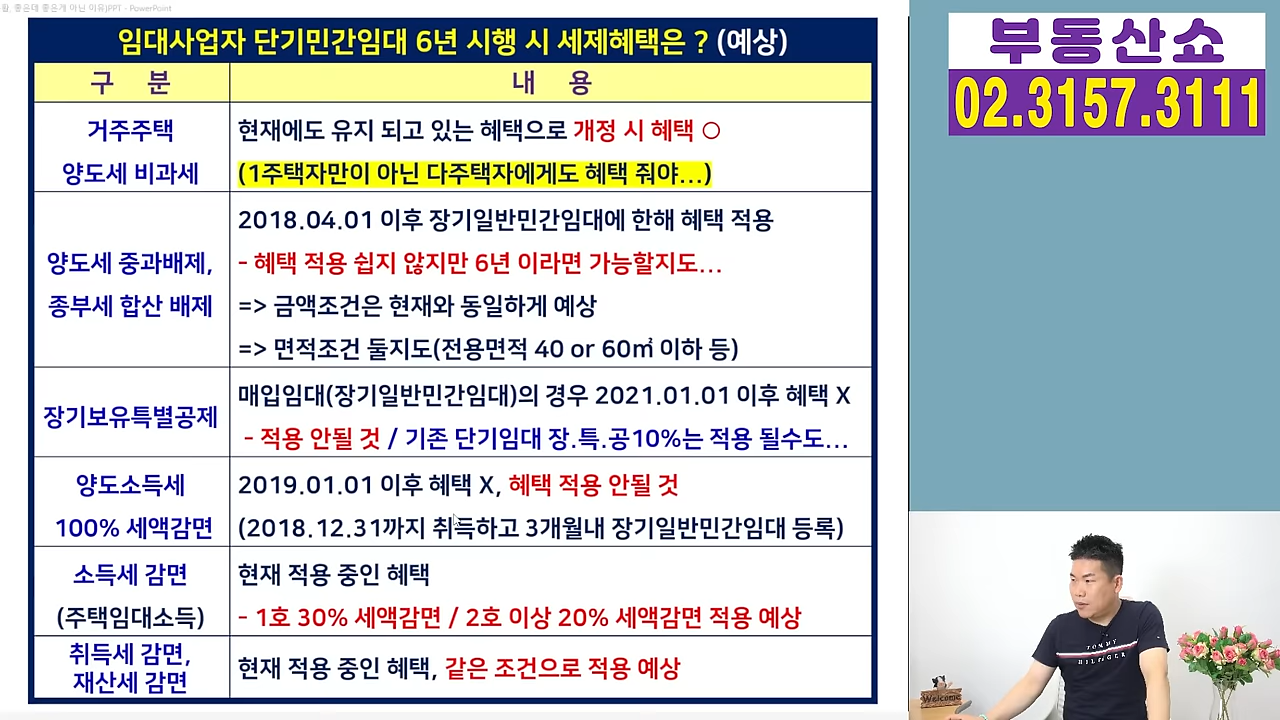 활 좋은데 좋은게 아닌 이유)PPT - PowerPoint
임대사업자 단기민간임대 6년 시행 시 세제혜택은 ? (예상)
구 분
내 용
거주주택
양도세 비과세
현재에도 유지 되고 있는 혜택으로 개정 시 혜택 ○
(1주택자만이 아닌 다주택자에게도 혜택 줘야...)
양도세 중과배제,
종부세 합산 배제
2018.04.01 이후 장기일반민간임대에 한해 혜택 적용
- 혜택 적용 쉽지 않지만 6년 이라면 가능할지도...
=> 금액조건은 현재와 동일하게 예상
=> 면적조건 둘지도(전용면적 40 or 60㎡ 이하 등)
장기보유특별공제
매입임대(장기일반민간임대)의 경우 2021.01.01 이후 혜택 X
- 적용 안될 것 / 기존 단기임대 장.특.공10%는 적용 될수도...
양도소득세
100% 세액감면
2019.01.01 이후 혜택 X, 혜택 적용 안될 것
(2018.12.31까지 취득하고 3개월내 장기일반민간임대 등록)
소득세 감면
(주택임대소득)
현재 적용 중인 혜택
- 1호 30% 세액감면 / 2호 이상 20% 세액감면 적용 예상
취득세 감면,
재산세 감면
현재 적용 중인 혜택, 같은 조건으로 적용 예상
부동산쇼
02.3157.3111
TOMMY
HILFIGER
Welcome